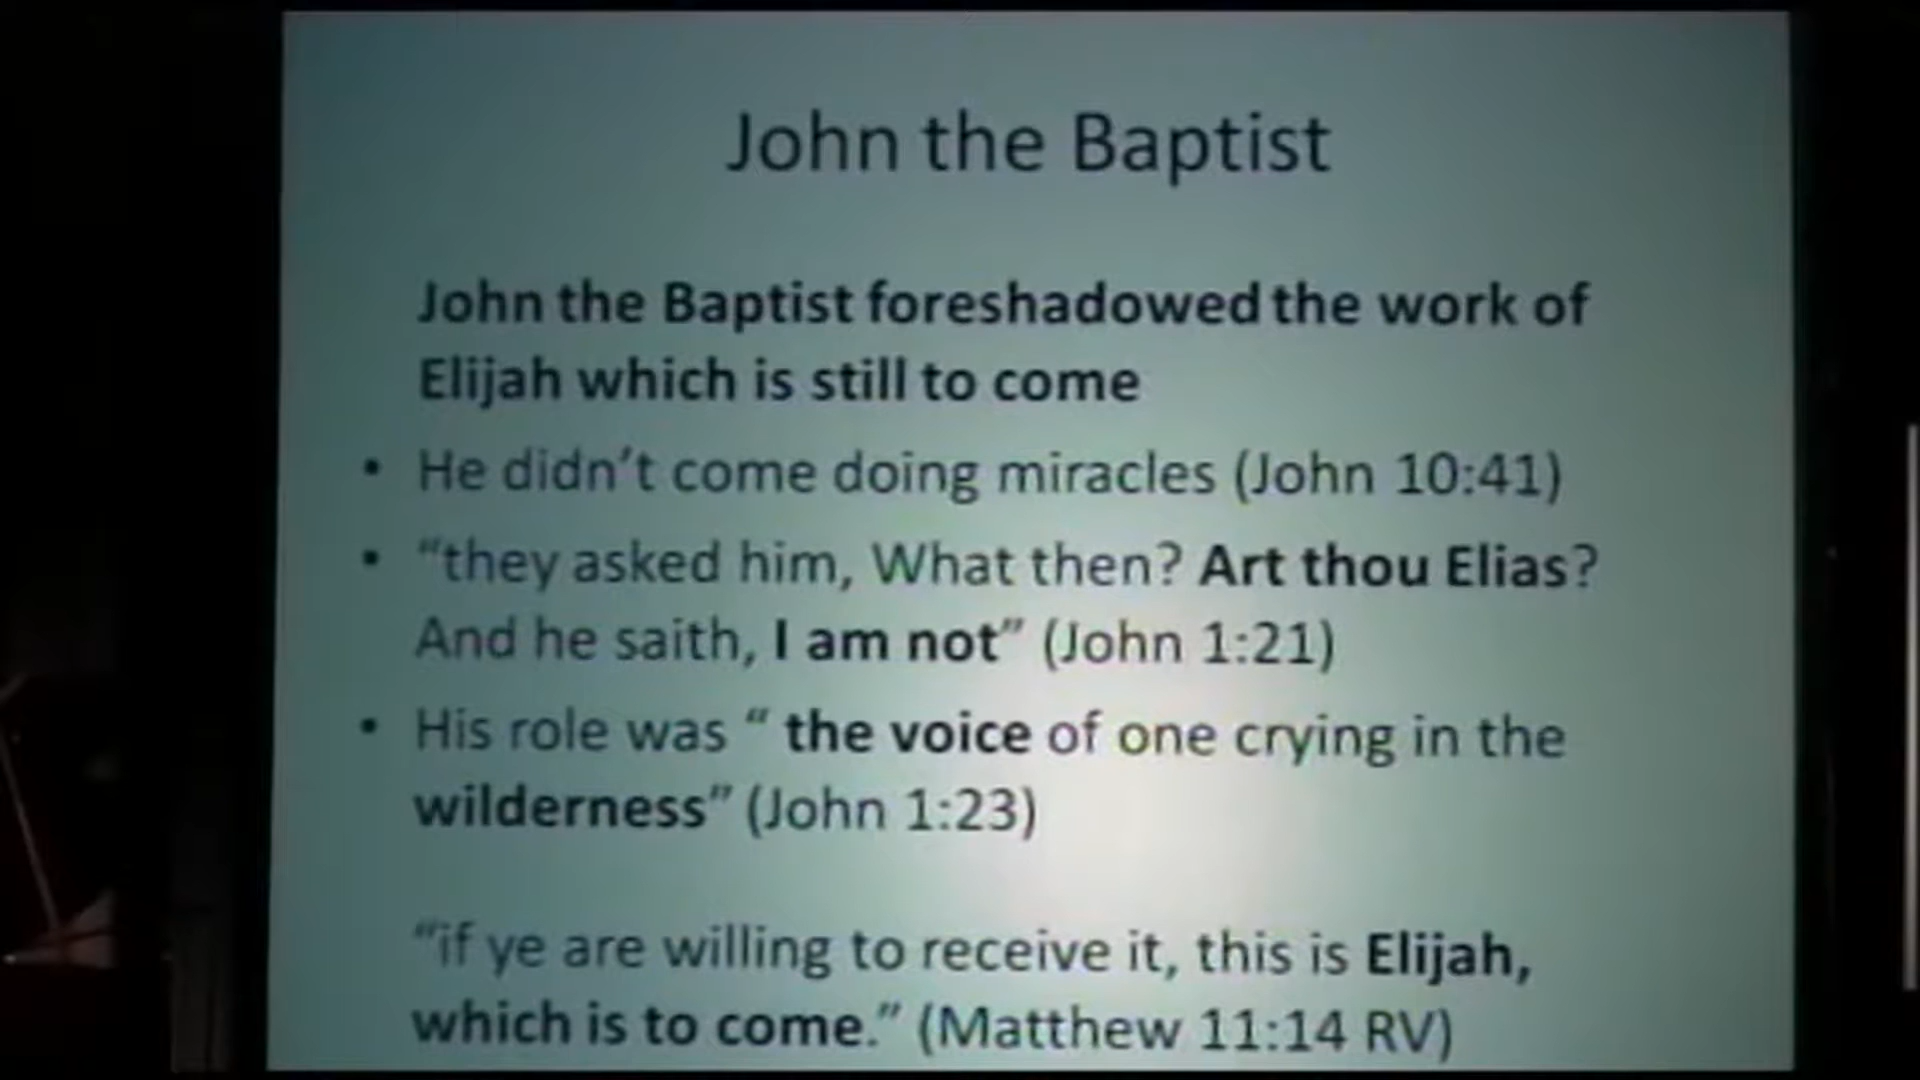 John the Baptist
John the Baptist foreshadowed the work of
Elijah which is still to come
• He didn’t come doing miracles (John 10:41)
• “they asked him, What then? Art thou Elias?
And he saith, I am not” (John 1:21)
• His role was “ the voice of one crying in the
wilderness” (John 1:23)
“if ye are willing to receive it, this is Elijah,
which is to come.” (Matthew 11:14 RV)